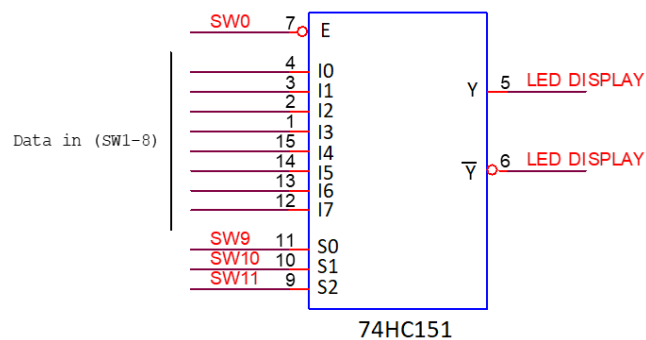 SW0 7 E
4 I0
3 I1
2 I2
1 I3
15 I4
14 I5
13 I6
12 I7
Data in (SW1-8)
SW9 11 S0
SW10 10 S1
SW11 9 S2
Y 5 LED DISPLAY
Y 6 LED DISPLAY
74HC151